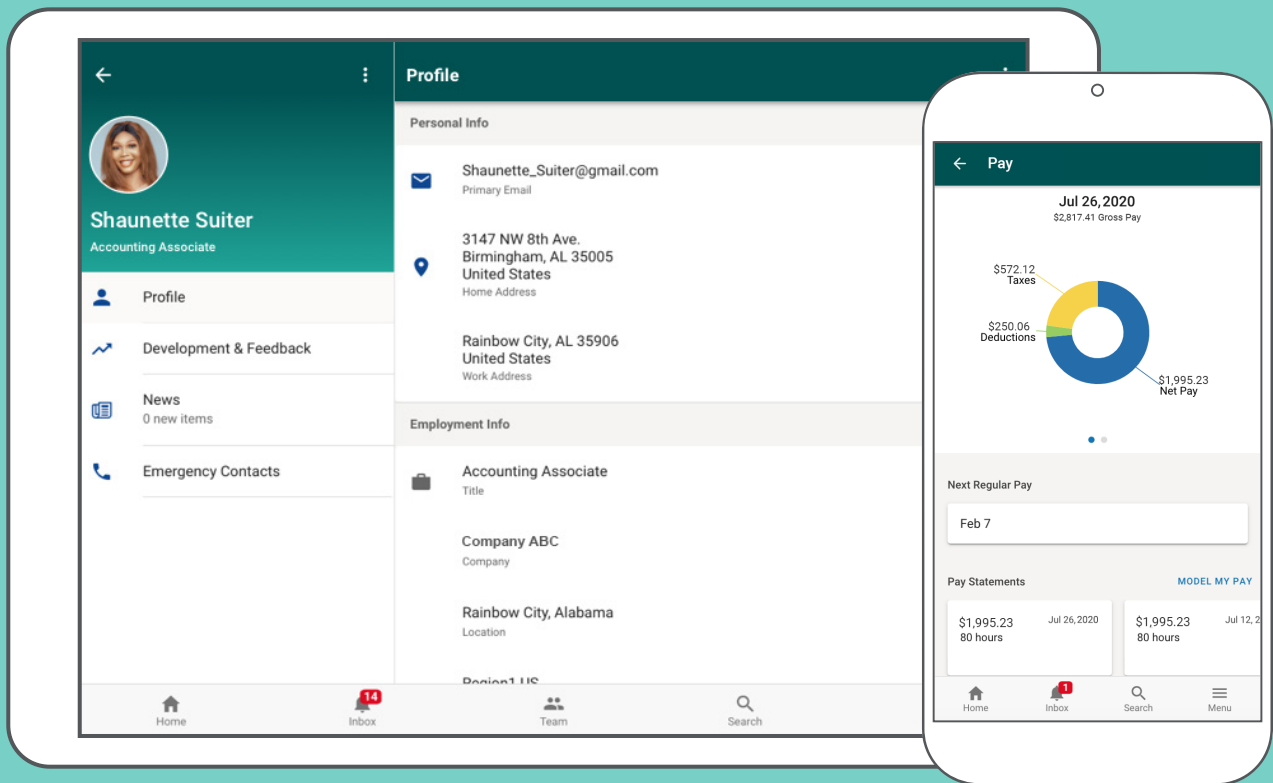 Shaunette Suiter
Accounting Associate
Profile
Development & Feedback
News
0 new items
Emergency Contacts
Profile
Personal Info
Shaunette_Suiter@gmail.com
Primary Email
3147 NW 8th Ave.
Birmingham, AL 35005
United States
Home Address
Rainbow City, AL 35906
United States
Work Address
Employment Info
Accounting Associate
Title
Company ABC
Company
Rainbow City, Alabama
Location
Region1 US
Home
14
Inbox
Team
Search
Pay
Jul 26, 2020
$2,817.41 Gross Pay
$572.12
Taxes
$250.06
Deductions
$1,995.23
Net Pay
Next Regular Pay
Feb 7
Pay Statements MODEL MY PAY
$1,995.23 Jul 26, 2020
80 hours
$1,995.23 Jul 12, 2
80 hours
Home
1
Inbox
Search
Menu